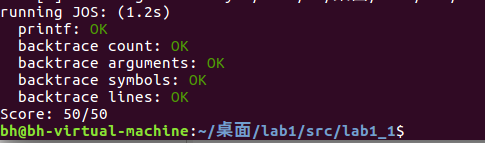 running JOS: (1.2s)
  printf: OK
  backtrace count: OK
  backtrace arguments: OK
  backtrace symbols: OK
  backtrace lines: OK
Score: 50/50
bh@bh-virtual-machine:~/桌面/lab1/src/lab1_1$